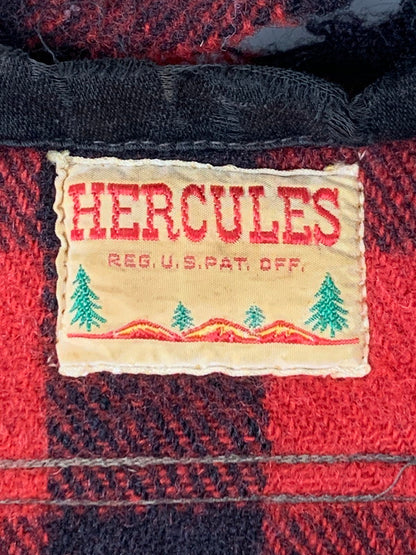 HERCULES
REG. U.S. PAT. OFF.